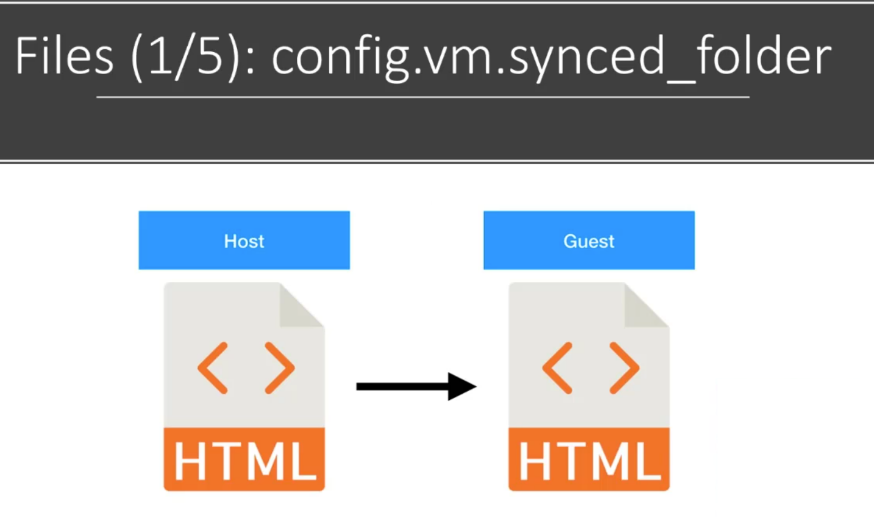 Files (1/5): config.vm.synced_folder
Host
Guest
HTML
HTML